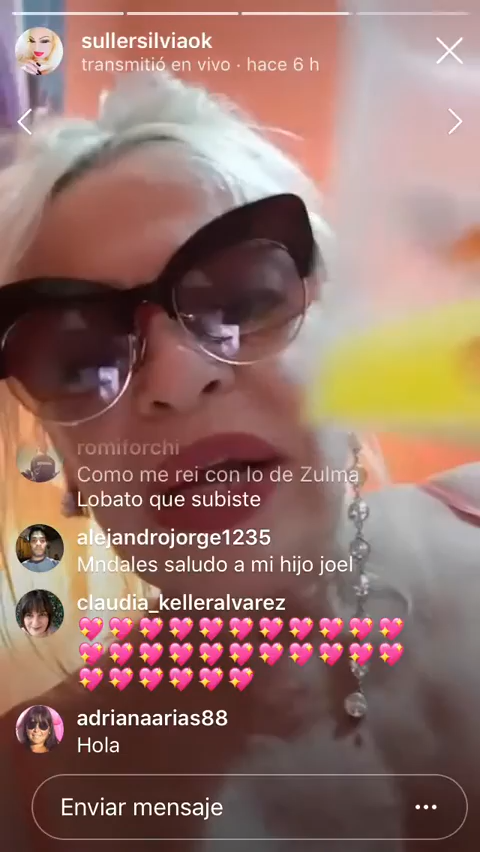 sullersilviaok
transmitió en vivo · hace 6 h
romiforchi
Como me rei con lo de Zulma
Lobato que subiste
alejandrojorge1235
Mndales saludo a mi hijo joel
claudia_kelleralvarez
💖💖💖💖💖💖💖💖💖💖💖
💖💖💖💖💖💖💖💖💖💖💖
💖💖💖💖💖💖
adrianaarias88
Hola
Enviar mensaje